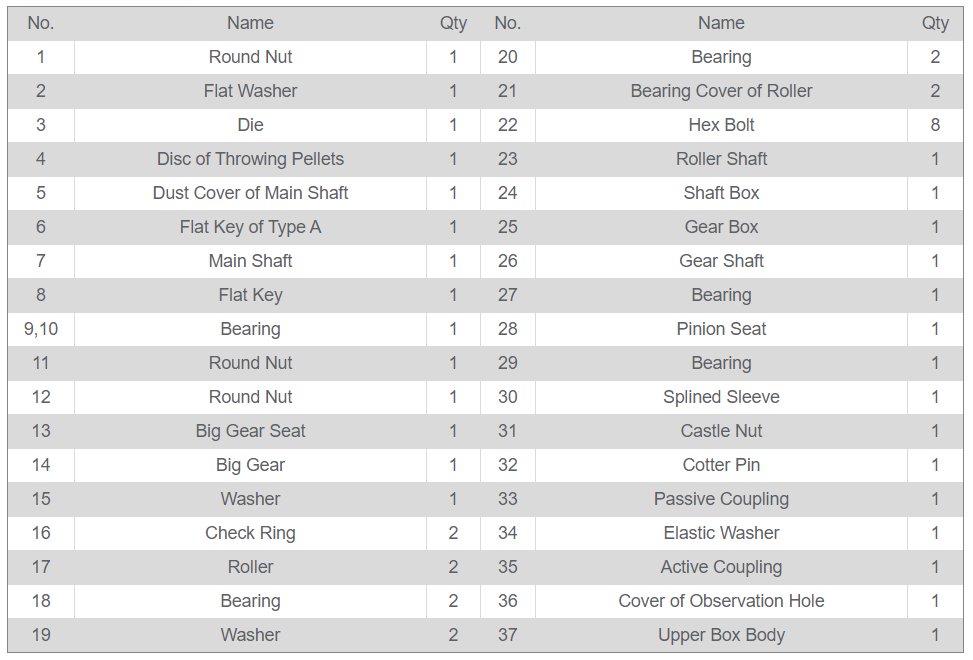 No. Name Qty No. Name Qty
1 Round Nut 1 20 Bearing 2
2 Flat Washer 1 21 Bearing Cover of Roller 2
3 Die 1 22 Hex Bolt 8
4 Disc of Throwing Pellets 1 23 Roller Shaft 1
5 Dust Cover of Main Shaft 1 24 Shaft Box 1
6 Flat Key of Type A 1 25 Gear Box 1
7 Main Shaft 1 26 Gear Shaft 1
8 Flat Key 1 27 Bearing 1
9,10 Bearing 1 28 Pinion Seat 1
11 Round Nut 1 29 Bearing 1
12 Round Nut 1 30 Splined Sleeve 1
13 Big Gear Seat 1 31 Castle Nut 1
14 Big Gear 1 32 Cotter Pin 1
15 Washer 1 33 Passive Coupling 1
16 Check Ring 2 34 Elastic Washer 1
17 Roller 2 35 Active Coupling 1
18 Bearing 2 36 Cover of Observation Hole 1
19 Washer 2 37 Upper Box Body 1